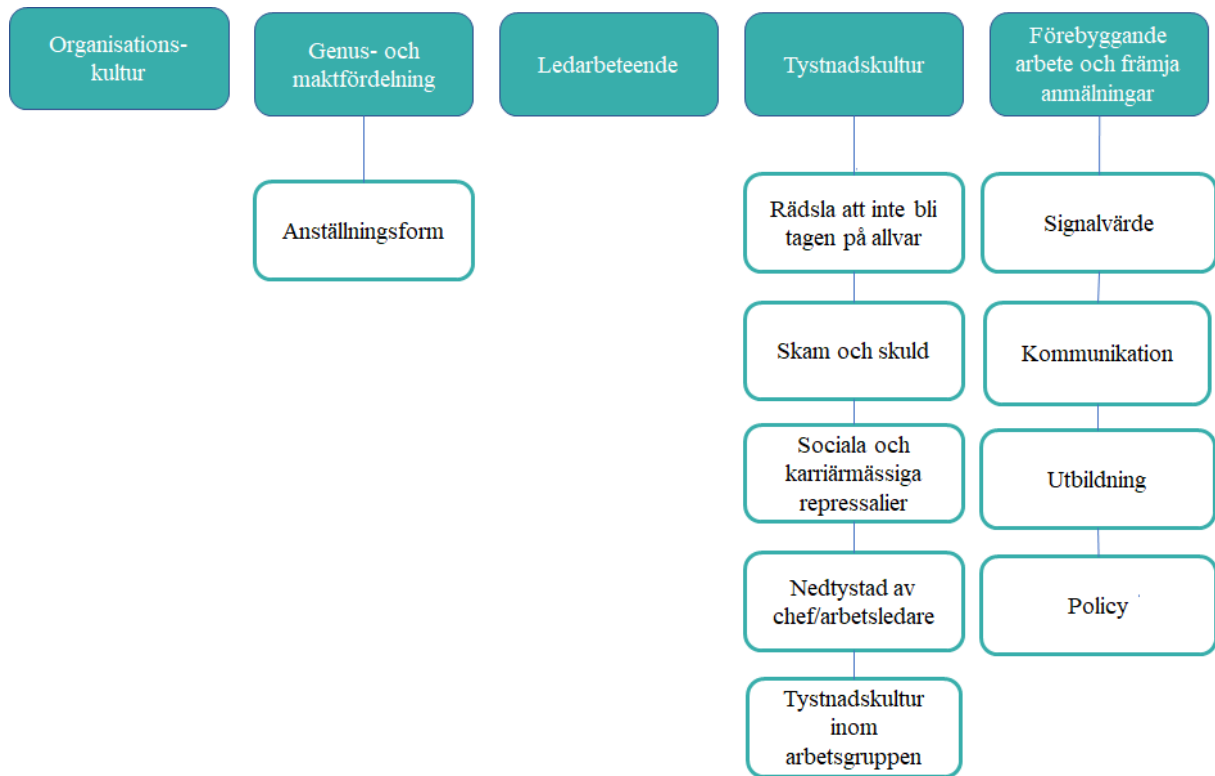 Organisations-
kultur
Genus- och
maktfördelning
Ledarbeteende
Tystnadskultur
Förebyggande
arbete och främja
anmälningar
Anställningsform
Rädsla att inte bli
tagen på allvar
Skam och skuld
Sociala och
karriärmässiga
repressalier
Nedtystad av
chef/arbetsledare
Tystnadskultur
inom
arbetsgruppen
Signalvärde
Kommunikation
Utbildning
Policy